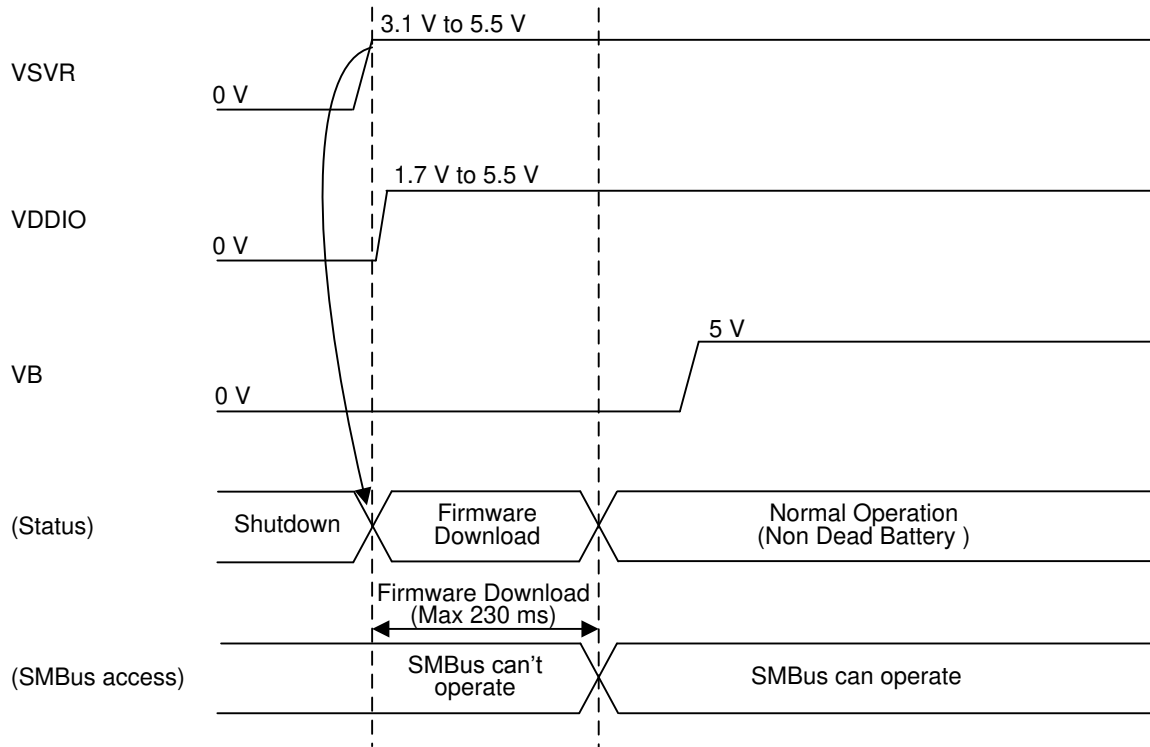 3.1 V to 5.5 V
VSVR
0 V
1.7 V to 5.5 V
VDDIO
0 V
5 V
VB
0 V
(Status)
Shutdown
Firmware
Download
Normal Operation
(Non Dead Battery )
Firmware Download
(Max 230 ms)
(SMBus access)
SMBus can't
operate
SMBus can operate